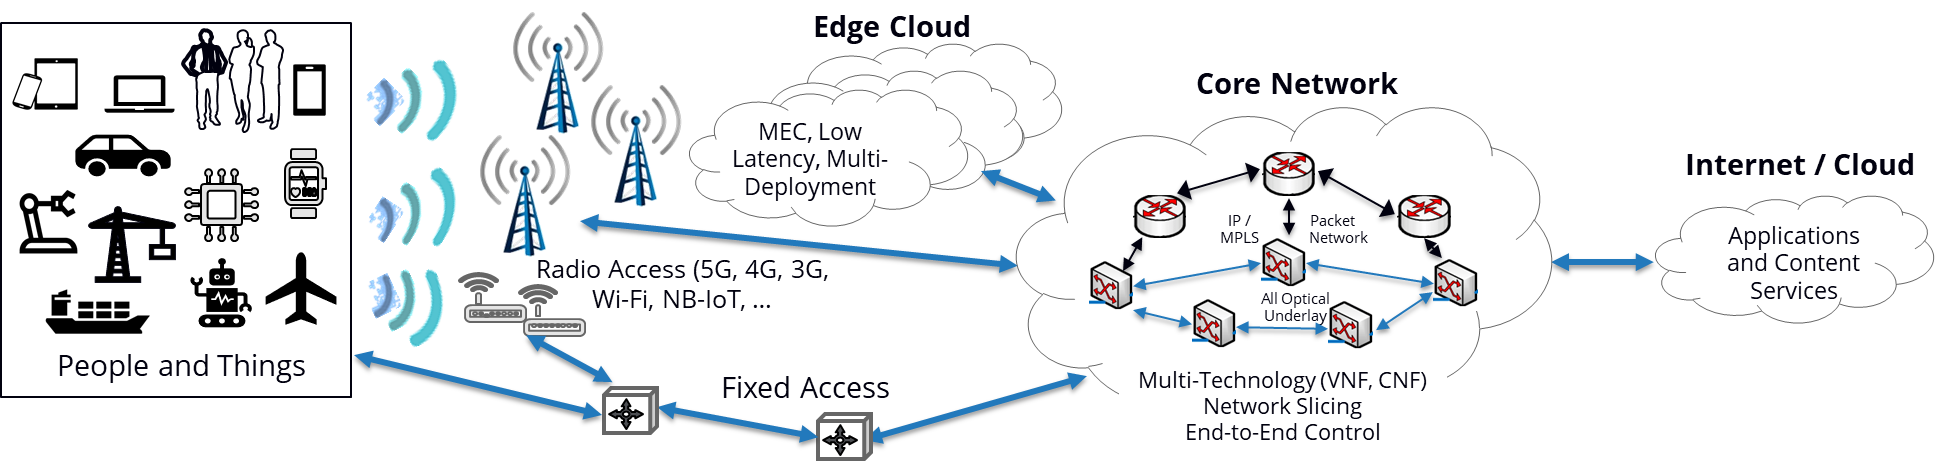 Edge Cloud
MEC, Low
Latency, Multi-
Deployment
Core Network
Internet / Cloud
Applications
and Content
Services
IP /
MPLS
Packet
Network
All Optical
Underlay
Radio Access (5G, 4G, 3G,
Wi-Fi, NB-IoT, ...
People and Things
Fixed Access
Multi-Technology (VNF, CNF)
Network Slicing
End-to-End Control